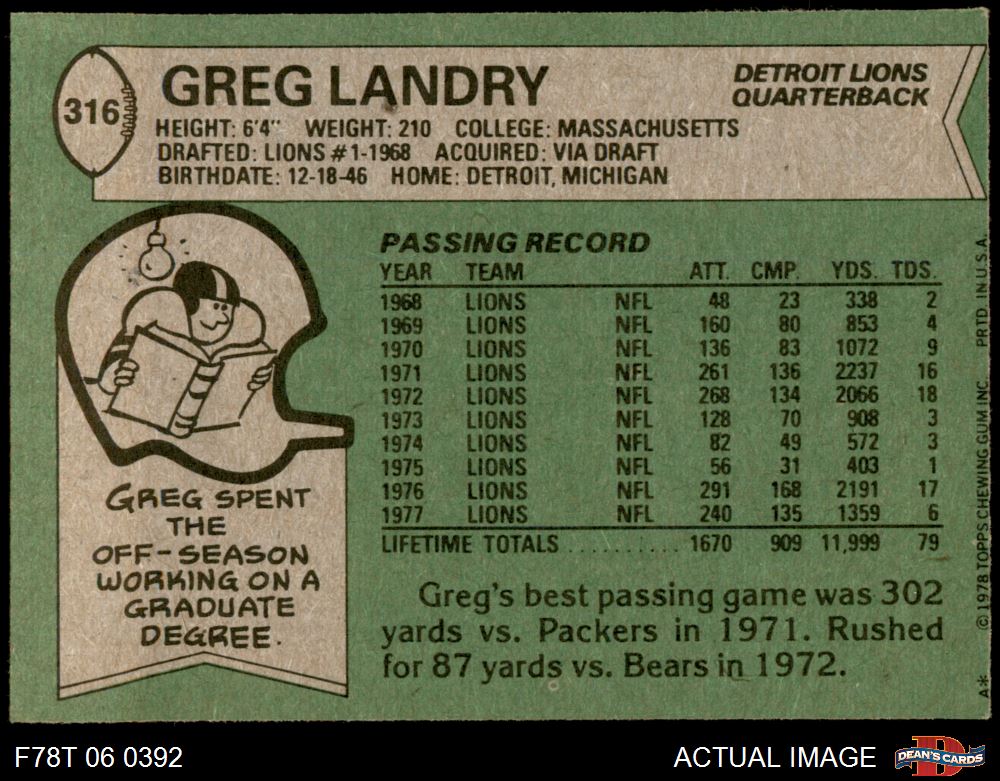 316
GREG LANDRY
DETROIT LIONS
QUARTERBACK
HEIGHT: 6'4" WEIGHT: 210 COLLEGE: MASSACHUSETTS
DRAFTED: LIONS #1-1968 ACQUIRED: VIA DRAFT
BIRTHDATE: 12-18-46 HOME: DETROIT, MICHIGAN
PASSING RECORD
YEAR TEAM ATT. CMP. YDS. TDS.
1968 LIONS NFL 48 23 338 2
1969 LIONS NFL 160 80 853 4
1970 LIONS NFL 136 83 1072 9
1971 LIONS NFL 261 136 2237 16
1972 LIONS NFL 268 134 2066 18
1973 LIONS NFL 128 70 908 3
1974 LIONS NFL 82 49 572 3
1975 LIONS NFL 56 31 403 1
1976 LIONS NFL 291 168 2191 17
1977 LIONS NFL 240 135 1359 6
LIFETIME TOTALS .......... 1670 909 11,999 79
GREG SPENT
THE
OFF-SEASON
WORKING ON A
GRADUATE
DEGREE.
Greg's best passing game was 302
yards vs. Packers in 1971. Rushed
for 87 yards vs. Bears in 1972.
A* © 1978 TOPPS CHEWING GUM INC. PRTD. IN U.S.A.
F78T 06 0392
ACTUAL IMAGE
D
DEAN'S CARDS